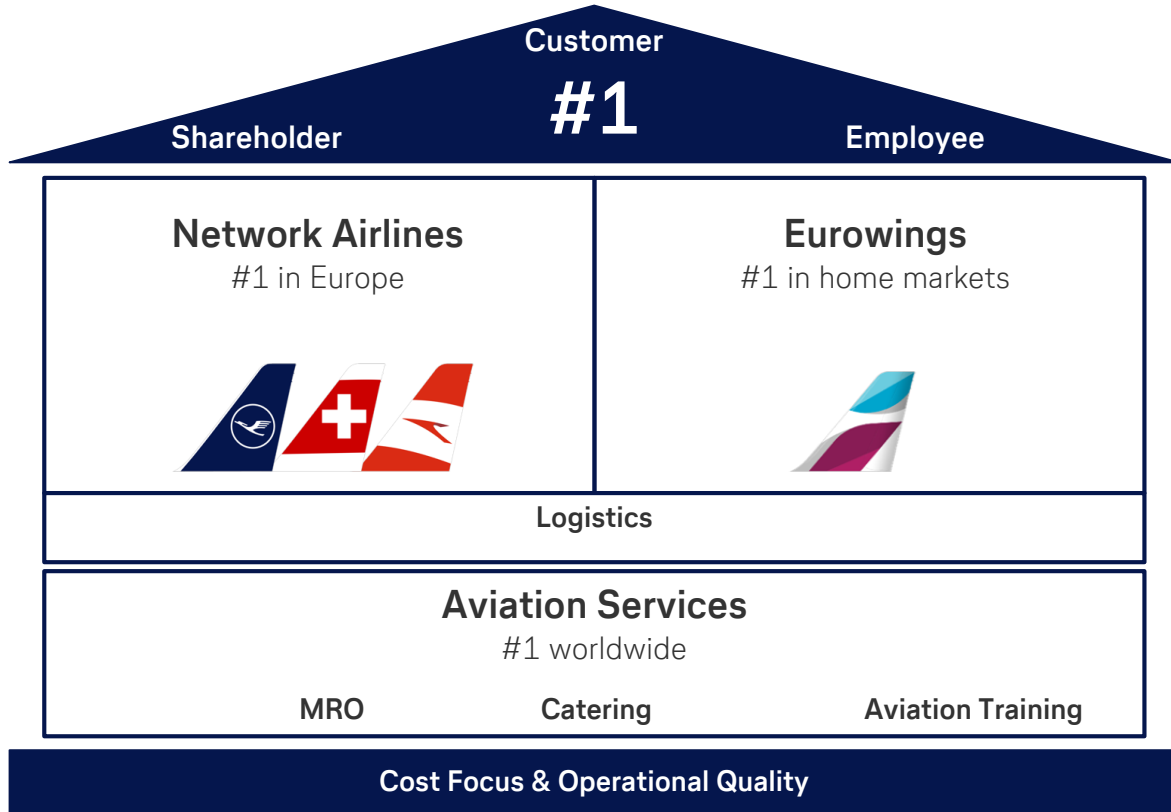 Customer
#1
Shareholder
Employee
Network Airlines
#1 in Europe
Eurowings
#1 in home markets
Logistics
Aviation Services
#1 worldwide
MRO
Catering
Aviation Training
Cost Focus & Operational Quality